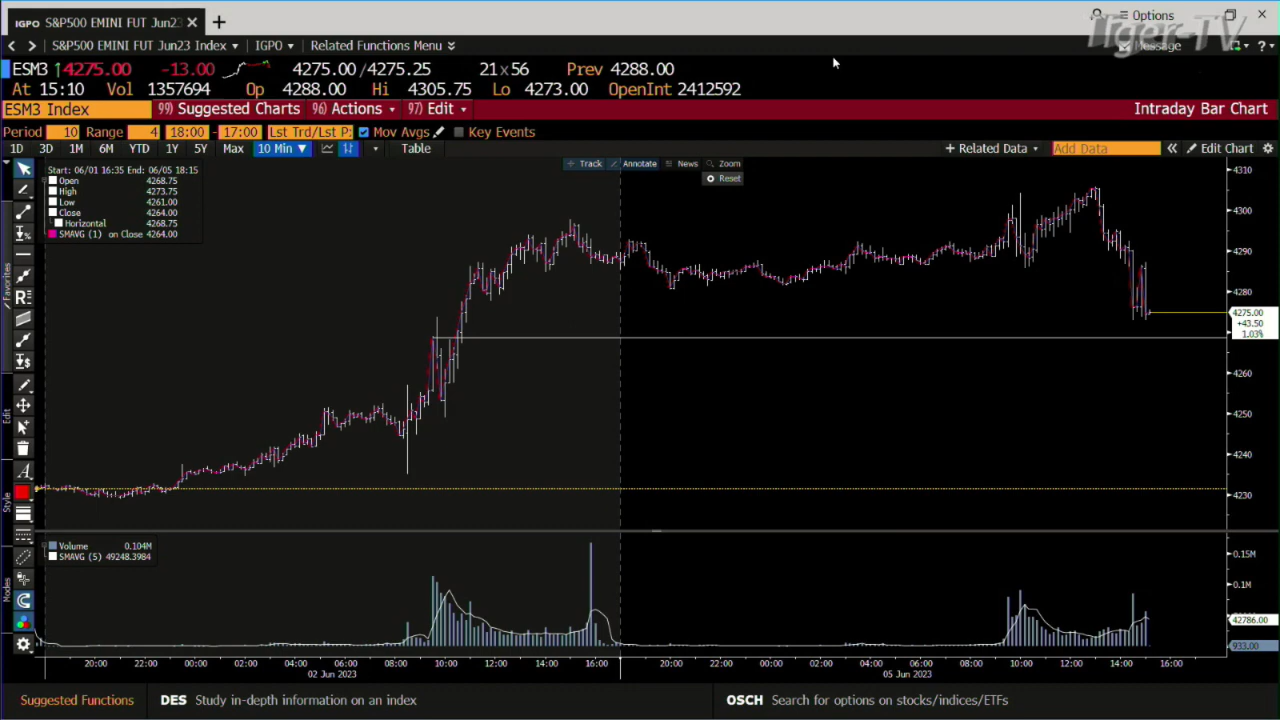 IGPO S&P500 EMINI FUT Jun23 × +
Options
Tiger-TV
S&P500 EMINI FUT Jun23 Index IGPO Related Functions Menu
Message
ESM3 ↑4275.00 -13.00 4275.00/4275.25 21x56 Prev 4288.00
At 15:10 Vol 1357694 Op 4288.00 Hi 4305.75 Lo 4273.00 OpenInt 2412592
ESM3 Index 99) Suggested Charts 96) Actions 97) Edit Intraday Bar Chart
Period 10 Range 4 18:00 - 17:00 Lst Trd/Lst P: Mov Avgs Key Events
1D 3D 1M 6M YTD 1Y 5Y Max 10 Min ▼ Table + Related Data Add Data « Edit Chart
Track Annotate News Zoom
Reset
Start: 06/01 16:35 End: 06/05 18:15
Open 4268.75
High 4273.75
Low 4261.00
Close 4264.00
Horizontal 4268.75
SMAVG (1) on Close 4264.00
4310
4300
4290
4280
4275.00
+43.50
1.03%
4260
4250
4240
4230
Favorites
Edit
Style
Modes
Volume 0.104M
SMAVG (5) 49248.3984
0.15M
0.1M
42786.00
933.00
20:00 22:00 00:00 02:00 04:00 06:00 08:00 10:00 12:00 14:00 16:00 20:00 22:00 00:00 02:00 04:00 06:00 08:00 10:00 12:00 14:00 16:00
02 Jun 2023 05 Jun 2023
Suggested Functions DES Study in-depth information on an index OSCH Search for options on stocks/indices/ETFs